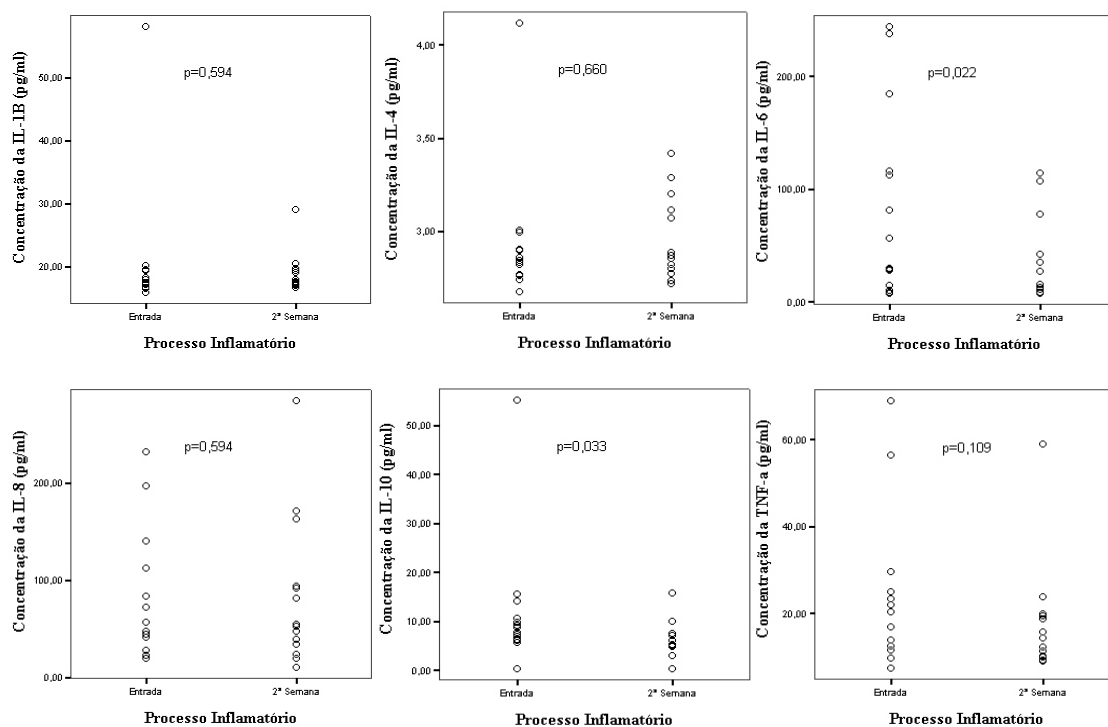 Concentração da IL-1B (pg/ml)
50,00
40,00
30,00
20,00
p=0,594
Entrada
2ª Semana
Processo Inflamatório
Concentração da IL-4 (pg/ml)
4,00
3,50
3,00
p=0,660
Entrada
2ª Semana
Processo Inflamatório
Concentração da IL-6 (pg/ml)
200,00
100,00
0,00
p=0,022
Entrada
2ª Semana
Processo Inflamatório
Concentração da IL-8 (pg/ml)
200,00
100,00
0,00
p=0,594
Entrada
2ª Semana
Processo Inflamatório
Concentração da IL-10 (pg/ml)
50,00
40,00
30,00
20,00
10,00
0,00
p=0,033
Entrada
2ª Semana
Processo Inflamatório
Concentração da TNF-a (pg/ml)
60,00
40,00
20,00
p=0,109
Entrada
2ª Semana
Processo Inflamatório